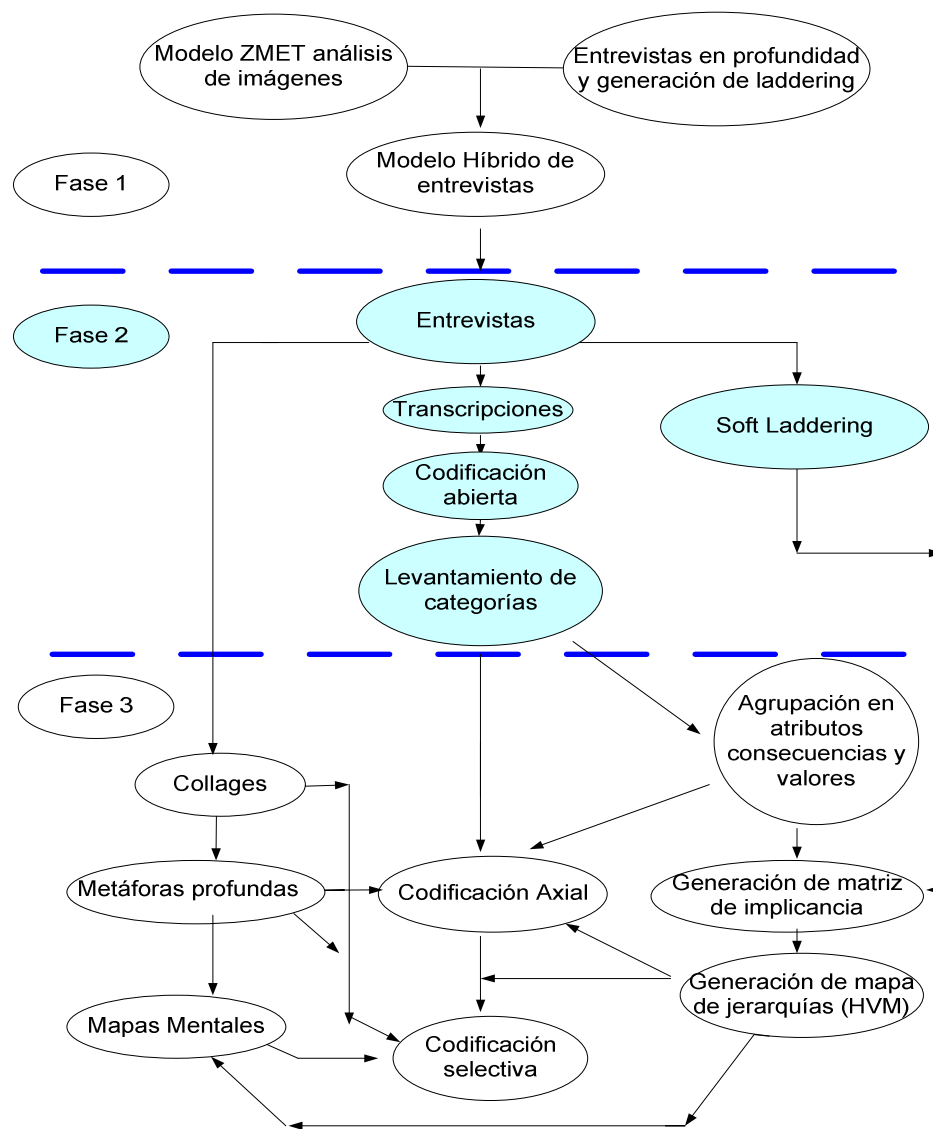 Modelo ZMET análisis
de imágenes
Entrevistas en profundidad
y generación de laddering
Modelo Híbrido de
entrevistas
Fase 1
Fase 2
Entrevistas
Transcripciones
Soft Laddering
Codificación
abierta
Levantamiento de
categorías
Fase 3
Agrupación en
atributos
consecuencias y
valores
Collages
Metáforas profundas
Codificación Axial
Generación de matriz
de implicancia
Mapas Mentales
Generación de mapa
de jerarquías (HVM)
Codificación
selectiva